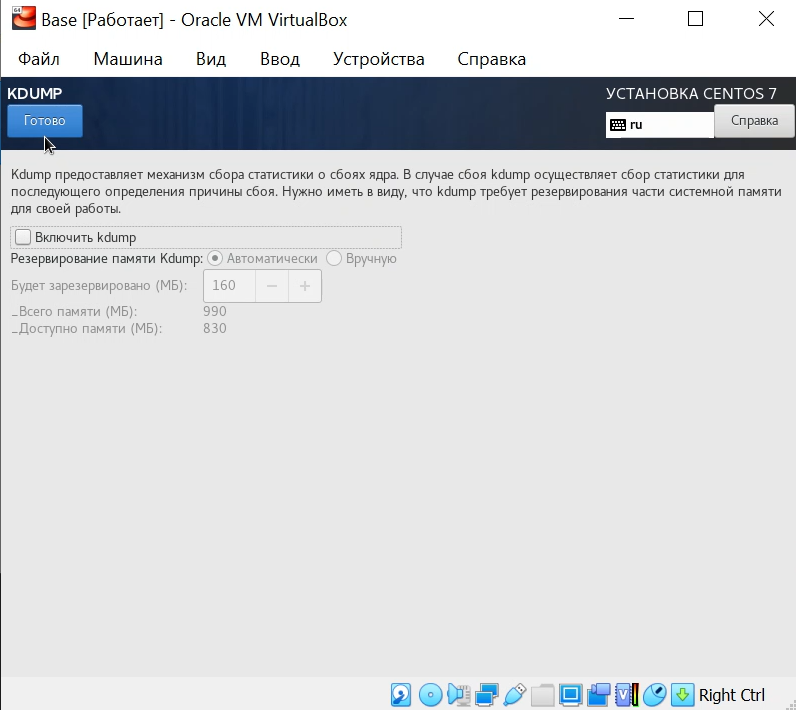 64
Base [Работает] - Oracle VM VirtualBox
Файл Машина Вид Ввод Устройства Справка
KDUMP
УСТАНОВКА CENTOS 7
Готово
ru
Справка
Kdump предоставляет механизм сбора статистики о сбоях ядра. В случае сбоя kdump осуществляет сбор статистики для
последующего определения причины сбоя. Нужно иметь в виду, что kdump требует резервирования части системной памяти
для своей работы.
Включить kdump
Резервирование памяти Kdump: Автоматически Вручную
Будет зарезервировано (МБ): 160 − +
_Всего памяти (МБ): 990
_Доступно памяти (МБ): 830
V
Right Ctrl